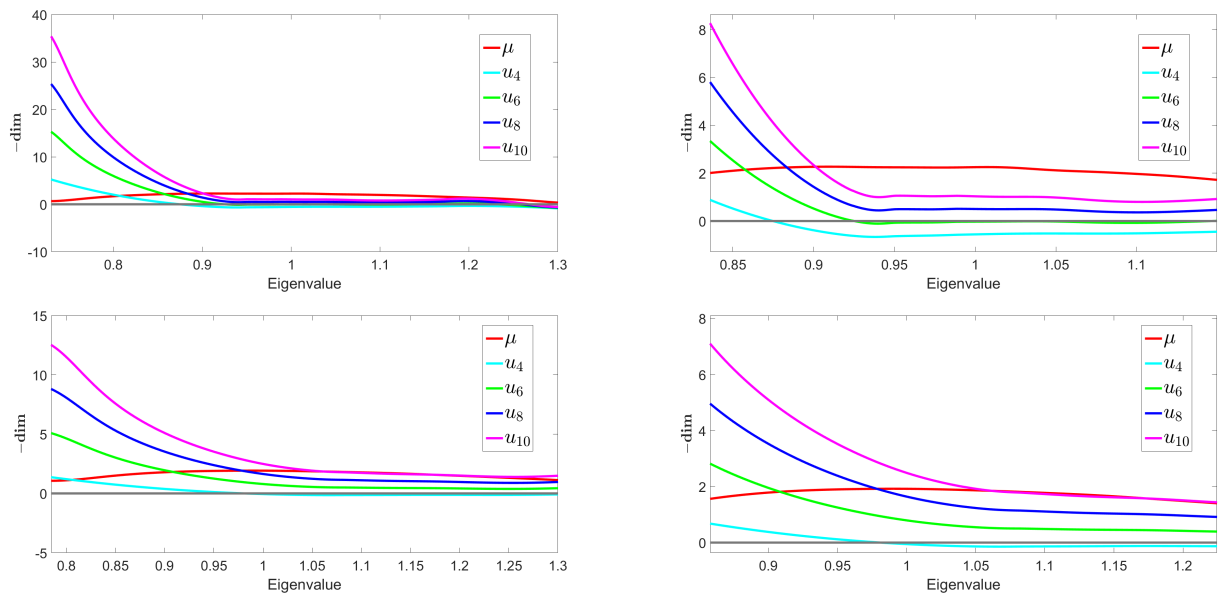 40
30
20
10
0
-10
0.8
0.9
1
1.1
1.2
1.3
Eigenvalue
−dim
μ
u₄
u₆
u₈
u₁₀
8
6
4
2
0
0.85
0.9
0.95
1
1.05
1.1
Eigenvalue
−dim
μ
u₄
u₆
u₈
u₁₀
15
10
5
0
-5
0.8
0.85
0.9
0.95
1
1.05
1.1
1.15
1.2
1.25
1.3
Eigenvalue
−dim
μ
u₄
u₆
u₈
u₁₀
8
6
4
2
0
0.9
0.95
1
1.05
1.1
1.15
1.2
Eigenvalue
−dim
μ
u₄
u₆
u₈
u₁₀